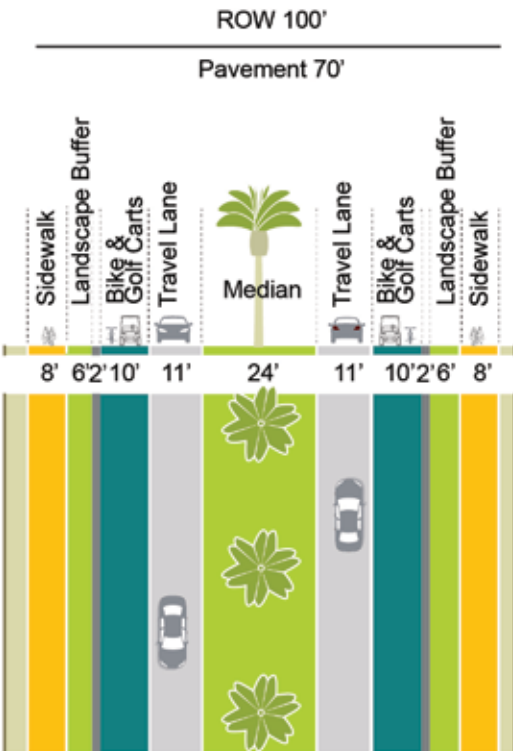 ROW 100'
Pavement 70'
Sidewalk
Landscape Buffer
Bike &
Golf Carts
Travel Lane
Median
Travel Lane
Bike &
Golf Carts
Landscape Buffer
Sidewalk
8' 6' 2' 10' 11' 24' 11' 10' 2' 6' 8'